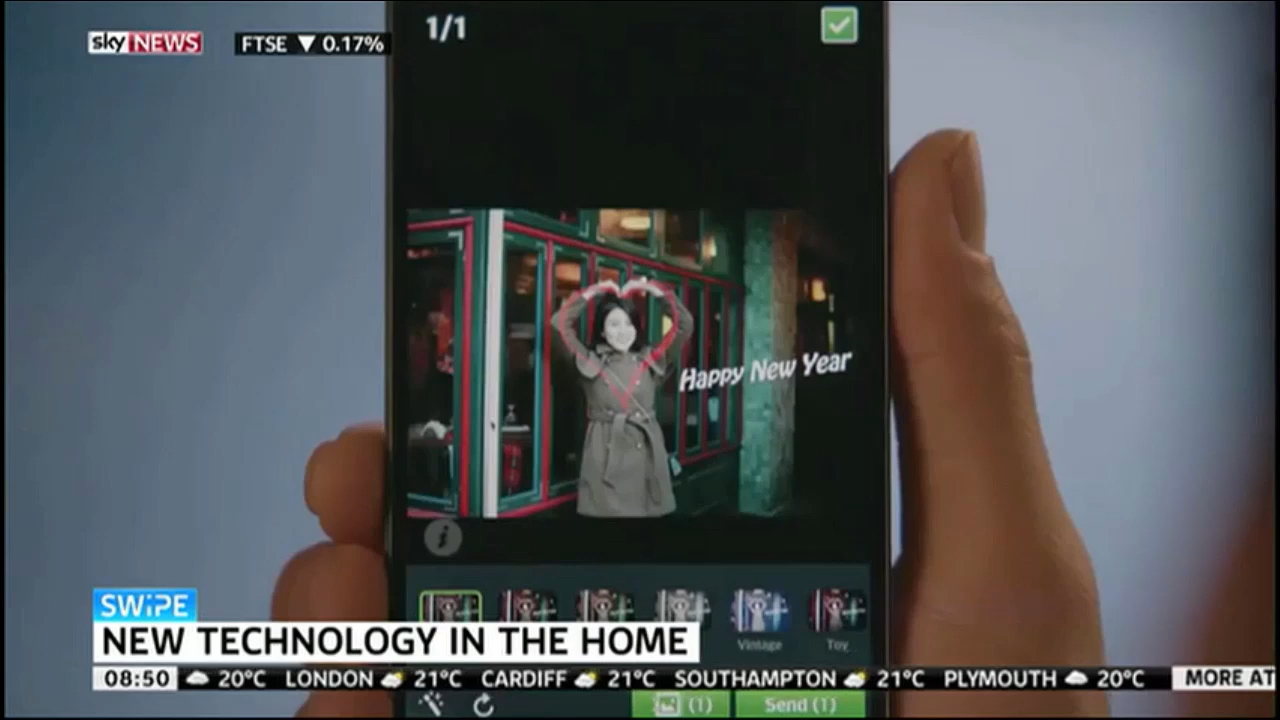 1/1
sky NEWS
FTSE ▼ 0.17%
Happy New Year
i
SWiPE
NEW TECHNOLOGY IN THE HOME
Vintage
Toy
08:50 20°C LONDON 21°C CARDIFF 21°C SOUTHAMPTON 21°C PLYMOUTH 20°C MORE AT
(1)
Send (1)